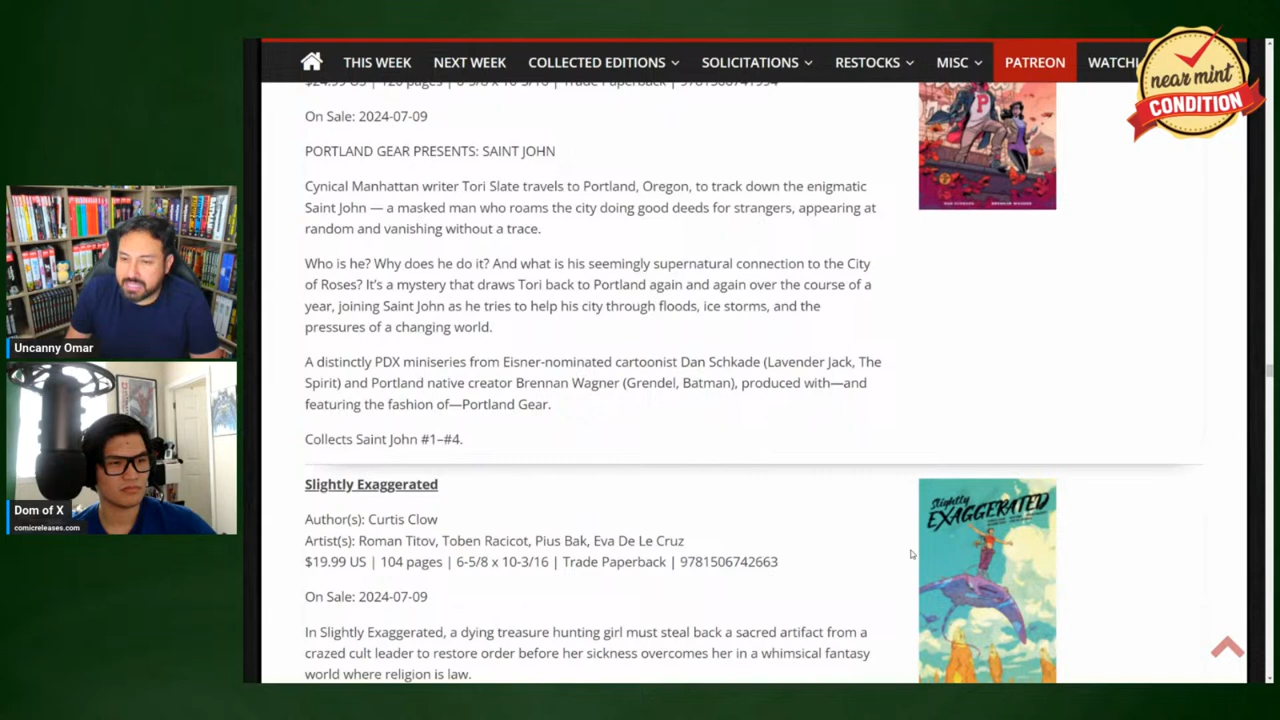 THIS WEEK
NEXT WEEK
COLLECTED EDITIONS
SOLICITATIONS
RESTOCKS
MISC
PATREON
WATCHL
near mint
CONDITION
On Sale: 2024-07-09
PORTLAND GEAR PRESENTS: SAINT JOHN
Cynical Manhattan writer Tori Slate travels to Portland, Oregon, to track down the enigmatic
Saint John — a masked man who roams the city doing good deeds for strangers, appearing at
random and vanishing without a trace.
Who is he? Why does he do it? And what is his seemingly supernatural connection to the City
of Roses? It's a mystery that draws Tori back to Portland again and again over the course of a
year, joining Saint John as he tries to help his city through floods, ice storms, and the
pressures of a changing world.
A distinctly PDX miniseries from Eisner-nominated cartoonist Dan Schkade (Lavender Jack, The
Spirit) and Portland native creator Brennan Wagner (Grendel, Batman), produced with—and
featuring the fashion of—Portland Gear.
Collects Saint John #1–#4.
Slightly Exaggerated
Author(s): Curtis Clow
Artist(s): Roman Titov, Toben Racicot, Pius Bak, Eva De Le Cruz
$19.99 US | 104 pages | 6-5/8 x 10-3/16 | Trade Paperback | 9781506742663
On Sale: 2024-07-09
In Slightly Exaggerated, a dying treasure hunting girl must steal back a sacred artifact from a
crazed cult leader to restore order before her sickness overcomes her in a whimsical fantasy
world where religion is law.
P
Slightly
EXAGGERATED
Uncanny Omar
Dom of X
comicreleases.com